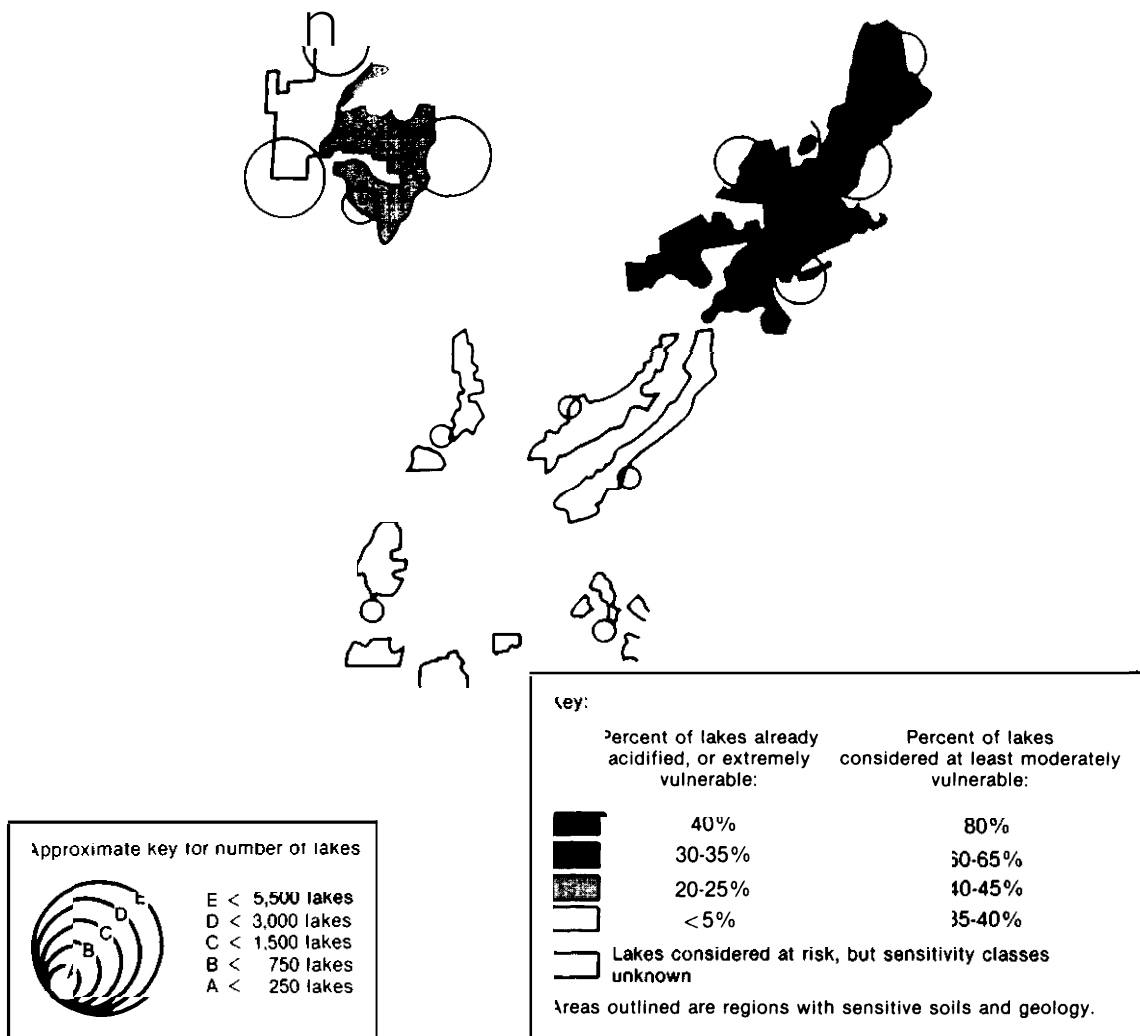 Key:
Percent of lakes already
acidified, or extremely
vulnerable:
Percent of lakes
considered at least moderately
vulnerable:
40% 80%
30-35% 60-65%
20-25% 40-45%
<5% 35-40%
Lakes considered at risk, but sensitivity classes
unknown
Areas outlined are regions with sensitive soils and geology.
Approximate key for number of lakes
E
D
C
B
A
E < 5,500 lakes
D < 3,000 lakes
C < 1,500 lakes
B < 750 lakes
A < 250 lakes